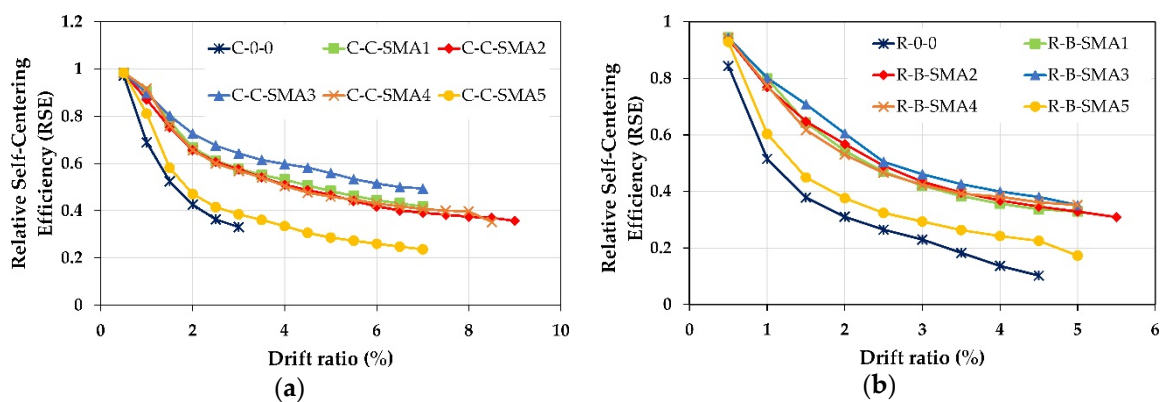 Relative Self-Centering
Efficiency (RSE)
1.2
1
0.8
0.6
0.4
0.2
0
C-0-0 C-C-SMA1 C-C-SMA2
C-C-SMA3 C-C-SMA4 C-C-SMA5
0 2 4 6 8 10
Drift ratio (%)
(a)
Relative Self-Centering
Efficiency (RSE)
1
0.8
0.6
0.4
0.2
0
R-0-0 R-B-SMA1
R-B-SMA2 R-B-SMA3
R-B-SMA4 R-B-SMA5
0 1 2 3 4 5 6
Drift ratio (%)
(b)